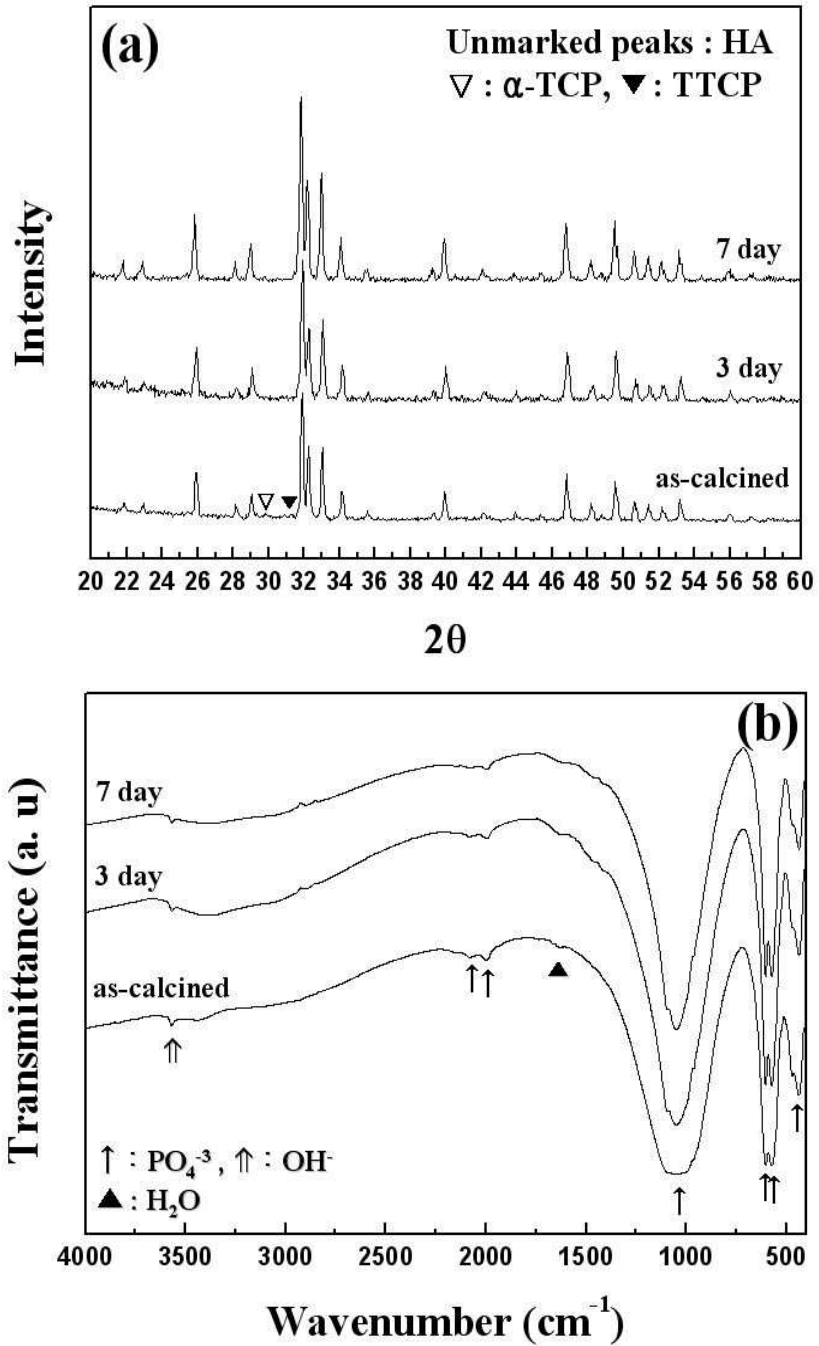 (a)
Unmarked peaks : HA
▽ : α-TCP, ▼ : TTCP
Intensity
7 day
3 day
as-calcined
20 22 24 26 28 30 32 34 36 38 40 42 44 46 48 50 52 54 56 58 60
2θ
(b)
Transmittance (a. u)
7 day
3 day
as-calcined
↑ : PO₄⁻³ , ⇑ : OH⁻
▲ : H₂O
4000 3500 3000 2500 2000 1500 1000 500
Wavenumber (cm⁻¹)